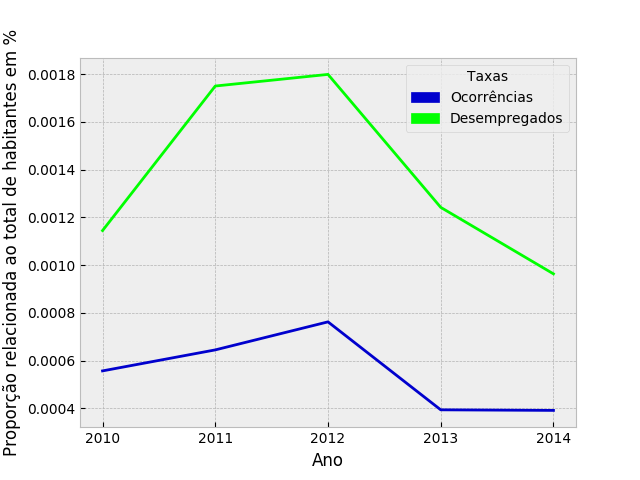 Proporção relacionada ao total de habitantes em %
0.0018
0.0016
0.0014
0.0012
0.0010
0.0008
0.0006
0.0004
Taxas
Ocorrências
Desempregados
2010 2011 2012 2013 2014
Ano